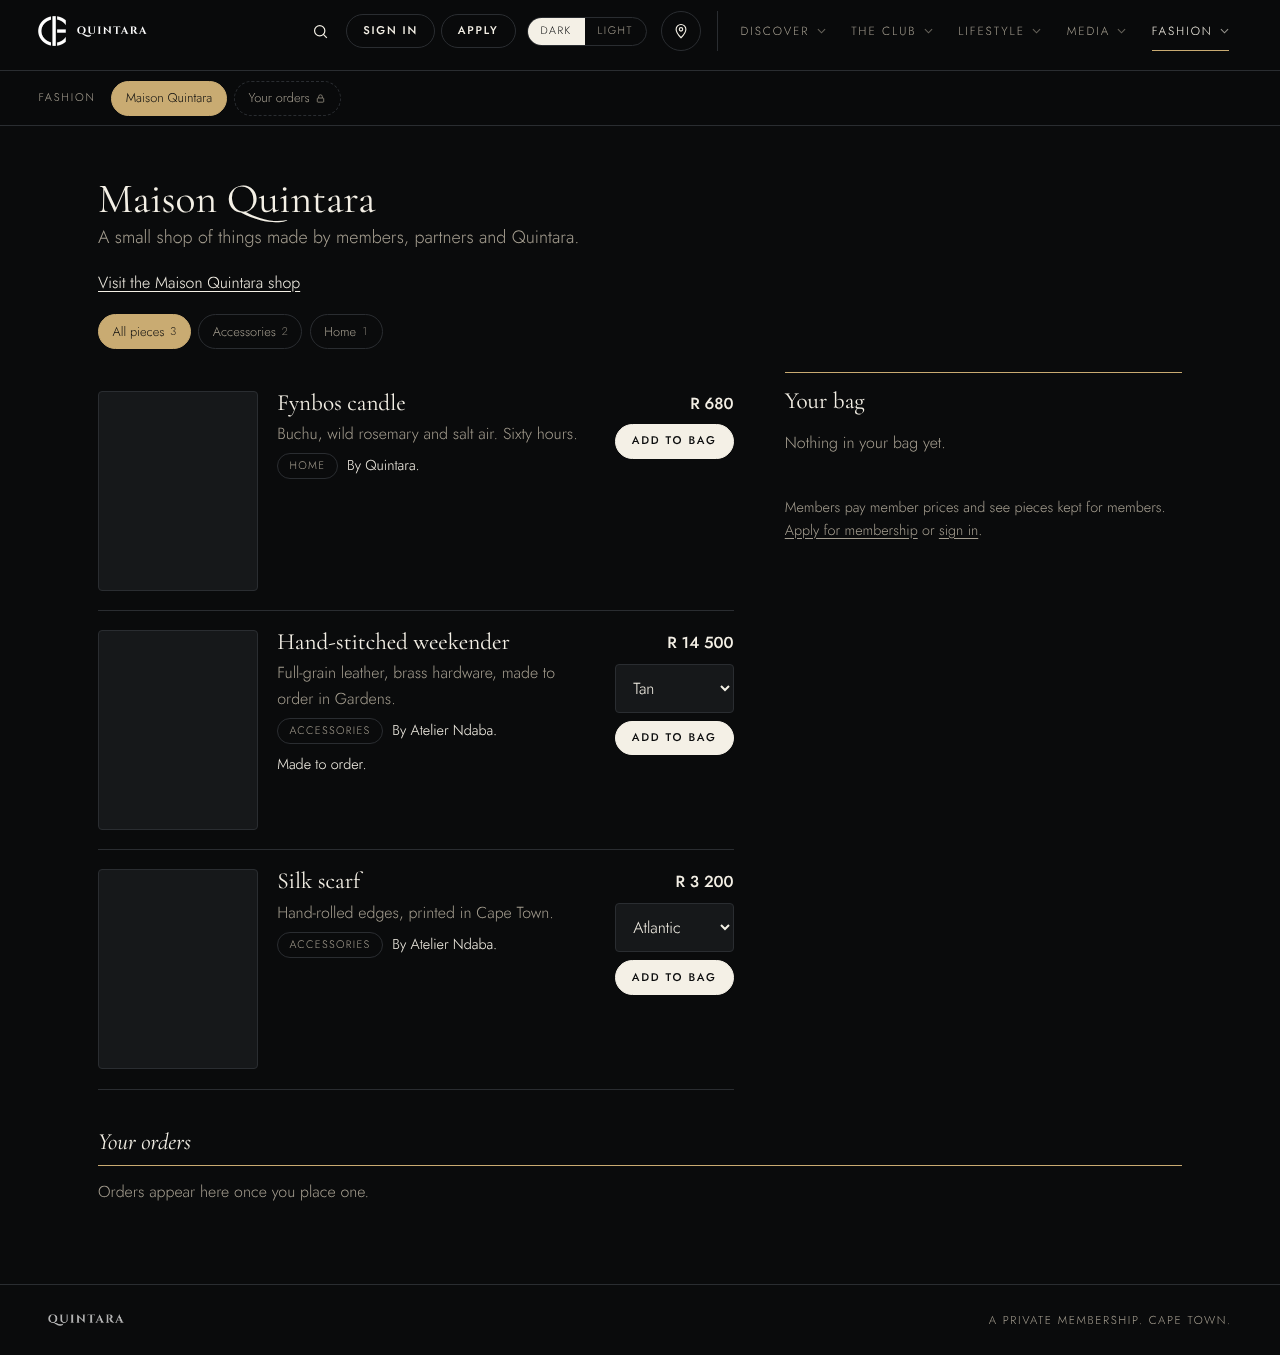 QUINTARA
SIGN IN
APPLY
DARK
LIGHT
DISCOVER
THE CLUB
LIFESTYLE
MEDIA
FASHION
FASHION
Maison Quintara
Your orders
Maison Quintara
A small shop of things made by members, partners and Quintara.
Visit the Maison Quintara shop
All pieces 3
Accessories 2
Home 1
Fynbos candle
R 680
Buchu, wild rosemary and salt air. Sixty hours.
ADD TO BAG
HOME
By Quintara.
Your bag
Nothing in your bag yet.
Members pay member prices and see pieces kept for members.
Apply for membership or sign in.
Hand-stitched weekender
R 14 500
Full-grain leather, brass hardware, made to
order in Gardens.
Tan
ACCESSORIES
By Atelier Ndaba.
ADD TO BAG
Made to order.
Silk scarf
R 3 200
Hand-rolled edges, printed in Cape Town.
Atlantic
ACCESSORIES
By Atelier Ndaba.
ADD TO BAG
Your orders
Orders appear here once you place one.
QUINTARA
A PRIVATE MEMBERSHIP. CAPE TOWN.